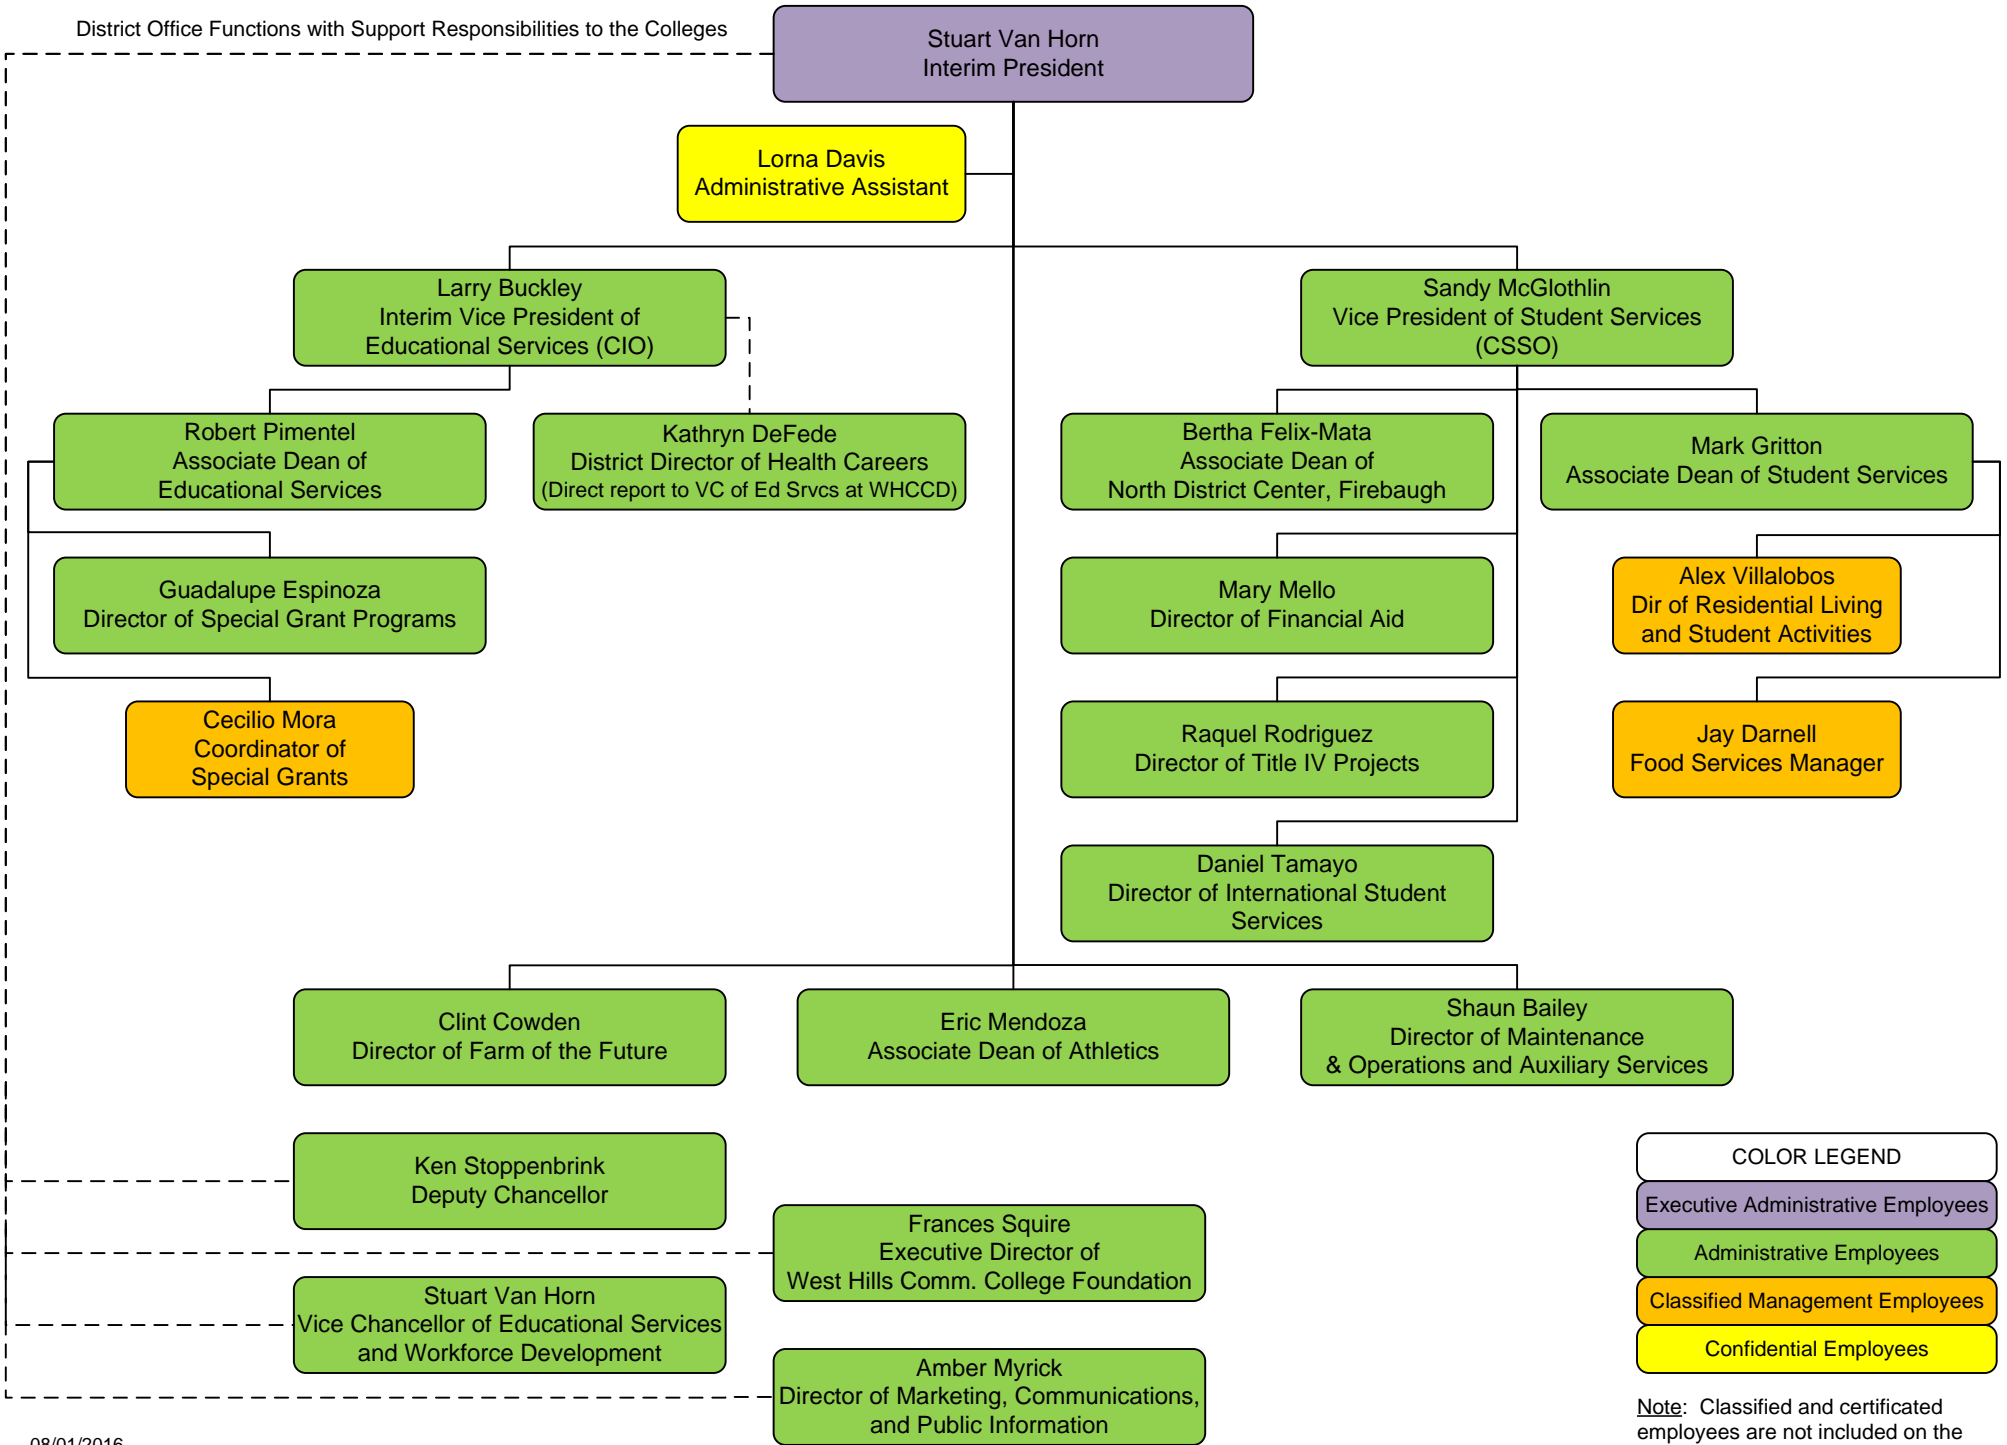 District Office Functions with Support Responsibilities to the Colleges
Stuart Van Horn
Interim President
Lorna Davis
Administrative Assistant
Larry Buckley
Interim Vice President of
Educational Services (CIO)
Sandy McGlothlin
Vice President of Student Services
(CSSO)
Robert Pimentel
Associate Dean of
Educational Services
Kathryn DeFede
District Director of Health Careers
(Direct report to VC of Ed Srvcs at WHCCD)
Bertha Felix-Mata
Associate Dean of
North District Center, Firebaugh
Mark Gritton
Associate Dean of Student Services
Guadalupe Espinoza
Director of Special Grant Programs
Mary Mello
Director of Financial Aid
Alex Villalobos
Dir of Residential Living
and Student Activities
Cecilio Mora
Coordinator of
Special Grants
Raquel Rodriguez
Director of Title IV Projects
Jay Darnell
Food Services Manager
Daniel Tamayo
Director of International Student
Services
Clint Cowden
Director of Farm of the Future
Eric Mendoza
Associate Dean of Athletics
Shaun Bailey
Director of Maintenance
& Operations and Auxiliary Services
Ken Stoppenbrink
Deputy Chancellor
Frances Squire
Executive Director of
West Hills Comm. College Foundation
Stuart Van Horn
Vice Chancellor of Educational Services
and Workforce Development
Amber Myrick
Director of Marketing, Communications,
and Public Information
COLOR LEGEND
Executive Administrative Employees
Administrative Employees
Classified Management Employees
Confidential Employees
Note: Classified and certificated
employees are not included on the
08/01/2016